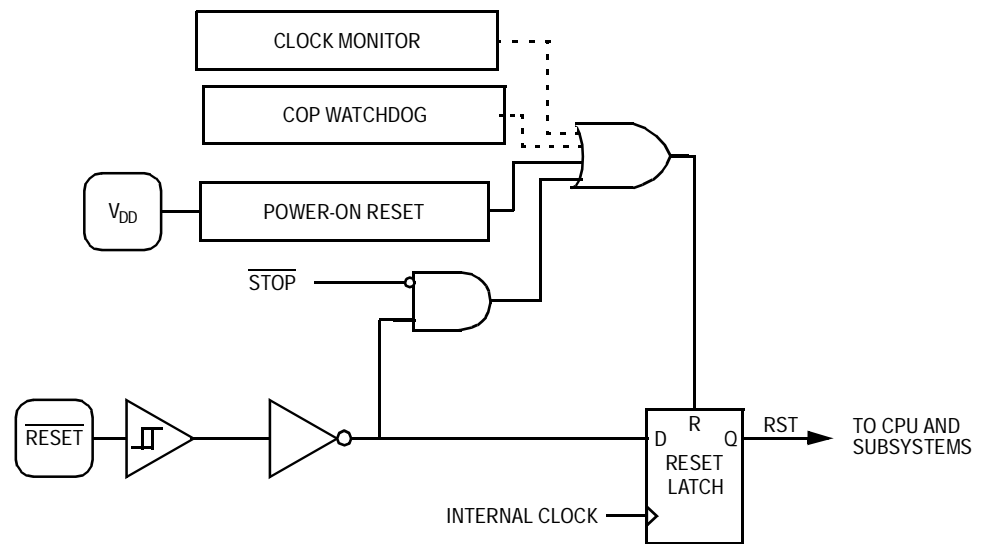 CLOCK MONITOR
COP WATCHDOG
VDD
POWER-ON RESET
STOP
RESET
D
R
Q
RESET
LATCH
RST
TO CPU AND
SUBSYSTEMS
INTERNAL CLOCK